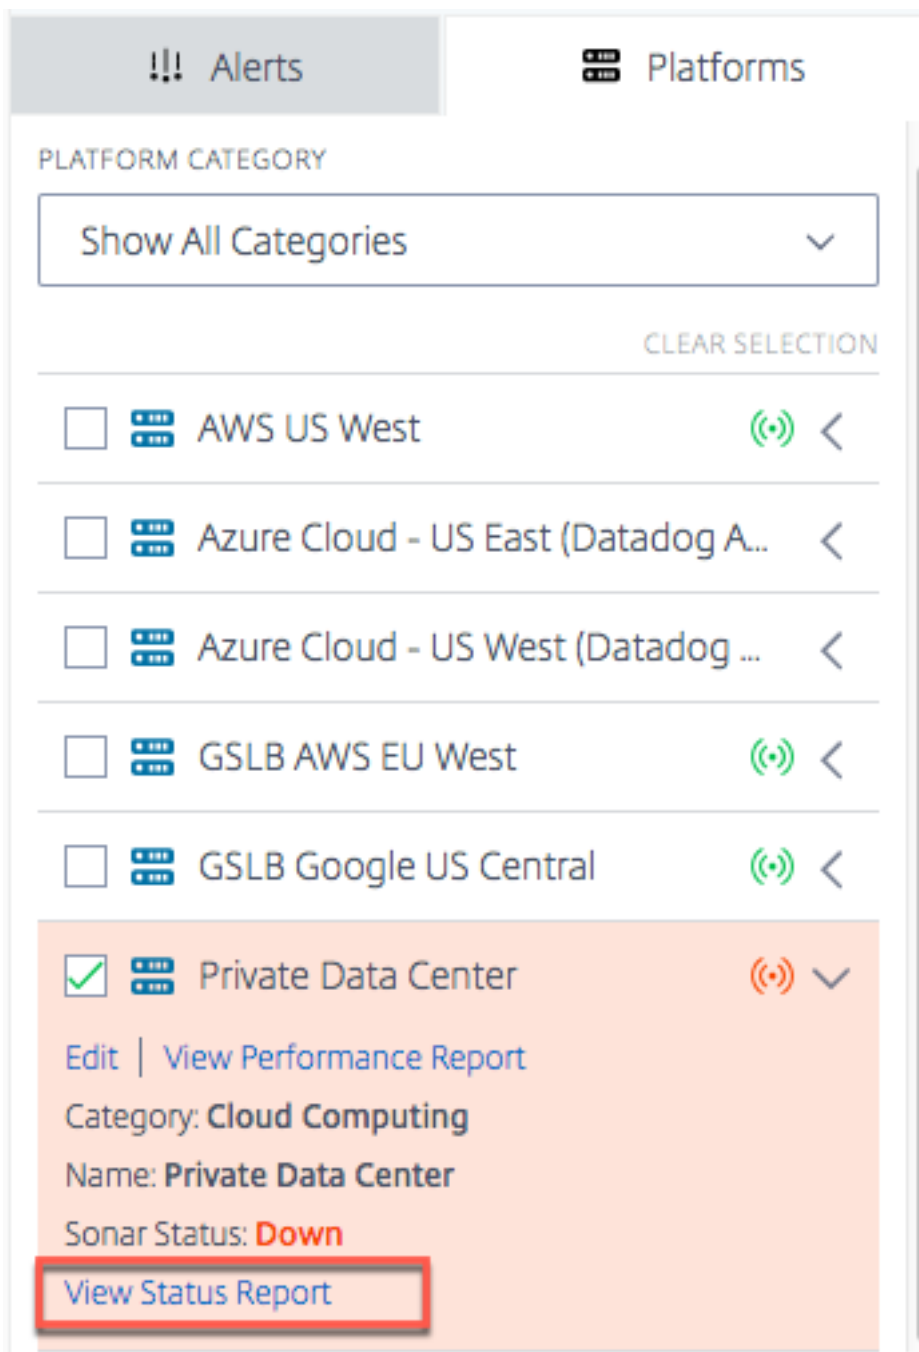 Alerts
Platforms
PLATFORM CATEGORY
Show All Categories
CLEAR SELECTION
AWS US West
Azure Cloud - US East (Datadog A...
Azure Cloud - US West (Datadog ...
GSLB AWS EU West
GSLB Google US Central
Private Data Center
Edit | View Performance Report
Category: Cloud Computing
Name: Private Data Center
Sonar Status: Down
View Status Report